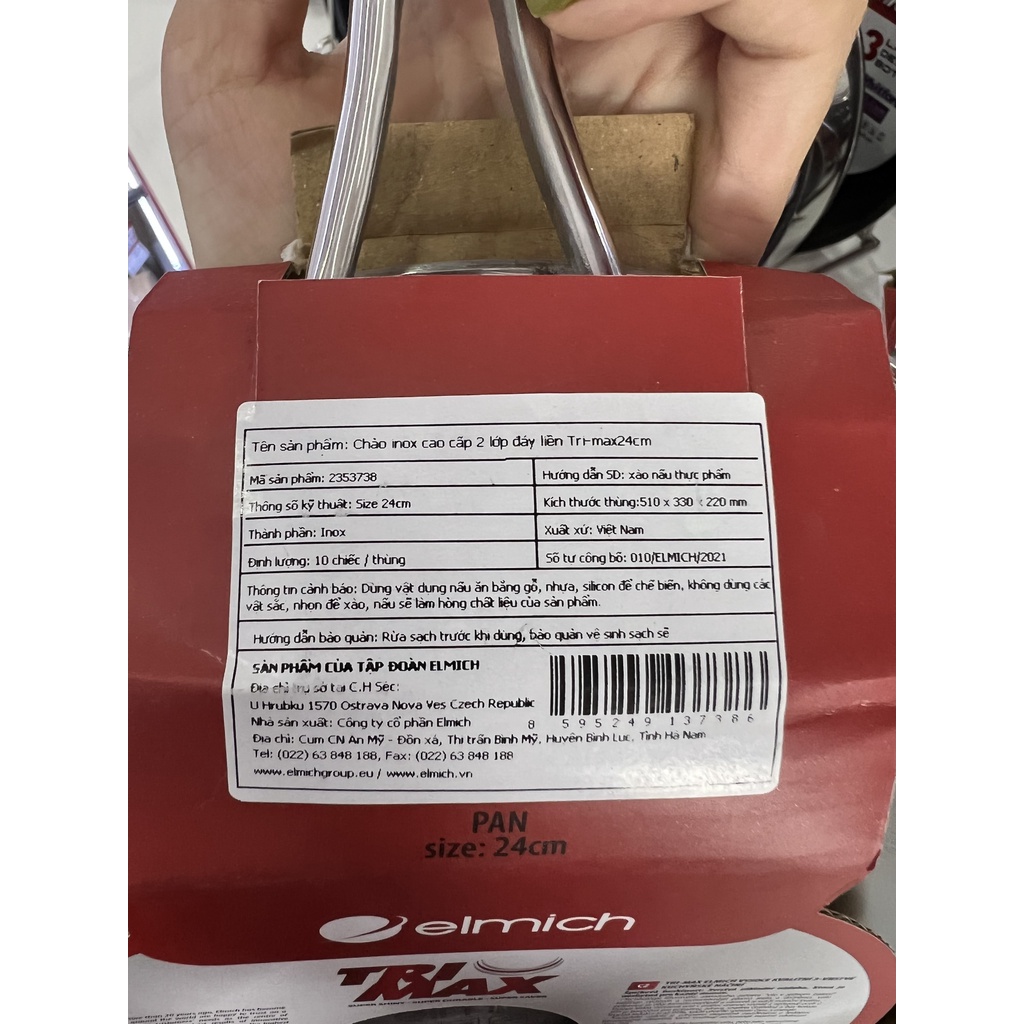 Tên sản phẩm: Chảo inox cao cấp 2 lớp đáy liền Tri-max24cm
Mã sản phẩm: 2353738
Hướng dẫn SD: xào nấu thực phẩm
Thông số kỹ thuật: Size 24cm
Kích thước thùng:510 x 330 x 220 mm
Thành phần: Inox
Xuất xứ: Việt Nam
Định lượng: 10 chiếc / thùng
Số tự công bố: 010/ELMICH/2021
Thông tin cảnh báo: Dùng vật dụng nấu ăn bằng gỗ, nhựa, silicon để chế biến, không dùng các
vật sắc, nhọn để xào, nấu sẽ làm hỏng chất liệu của sản phẩm.
Hướng dẫn bảo quản: Rửa sạch trước khi dùng, bảo quản vệ sinh sạch sẽ
SẢN PHẨM CỦA TẬP ĐOÀN ELMICH
Địa chỉ trụ sở tại C.H Séc:
U Hrubku 1570 Ostrava Nova Ves Czech Republic
Nhà sản xuất: Công ty cổ phần Elmich
8 595249 137386
Địa chỉ: Cụm CN An Mỹ - Đồn xá, Thị trấn Bình Mỹ, Huyện Bình Lục, Tỉnh Hà Nam
Tel: (022) 63 848 188, Fax: (022) 63 848 188
www.elmichgroup.eu / www.elmich.vn
PAN
size: 24cm
elmich
TRI
MAX